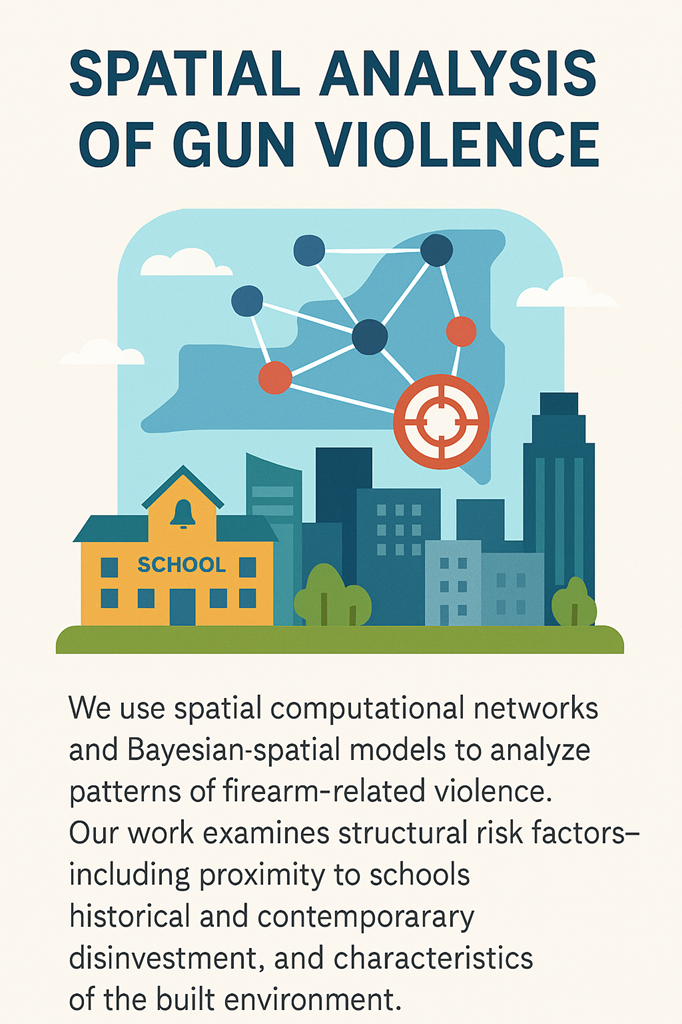 SPATIAL ANALYSIS
OF GUN VIOLENCE
SCHOOL
We use spatial computational networks
and Bayesian-spatial models to analyze
patterns of firearm-related violence.
Our work examines structural risk factors–
including proximity to schools
historical and contemporarary
disinvestment, and characteristics
of the built environment.